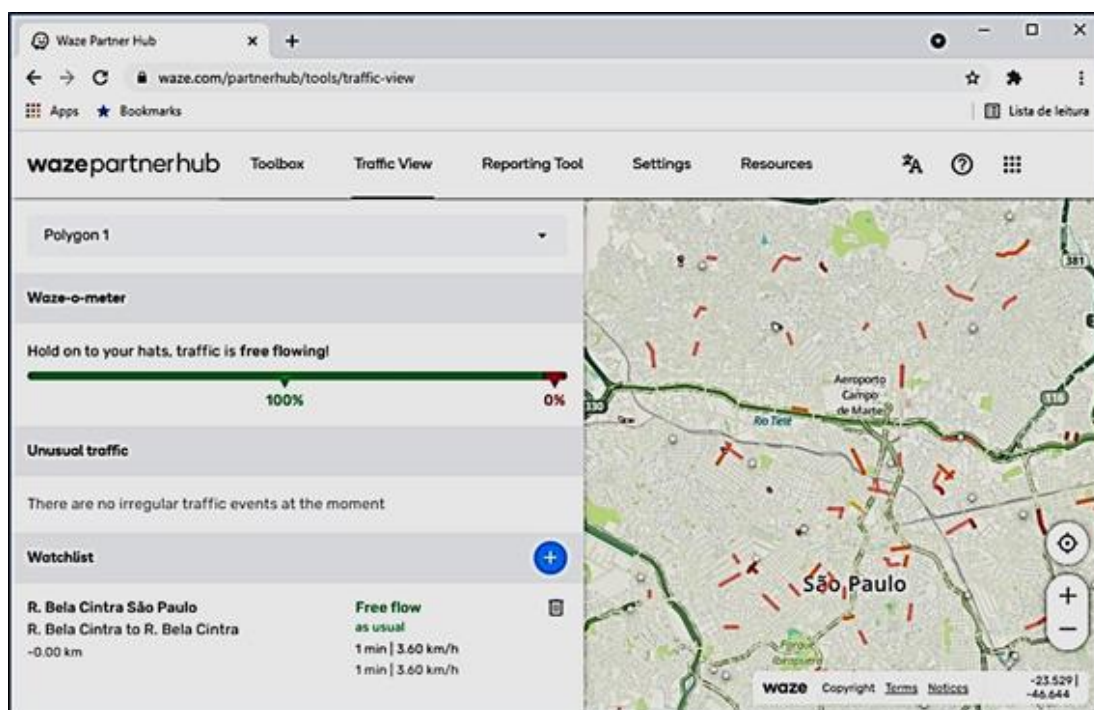 Waze Partner Hub
waze.com/partnerhub/tools/traffic-view
Apps Bookmarks Lista de leitura
waze partnerhub Toolbox Traffic View Reporting Tool Settings Resources
Polygon 1
Waze-o-meter
Hold on to your hats, traffic is free flowing!
100% 0%
Unusual traffic
There are no irregular traffic events at the moment
Watchlist
R. Bela Cintra São Paulo
R. Bela Cintra to R. Bela Cintra
-0.00 km
Free flow
as usual
1 min | 3.60 km/h
1 min | 3.60 km/h
381
Aeroporto
Campo
de Marte
Rio Tietê
São Paulo
Parque
Ibirapuera
waze Copyright Terms Notices
-23.529 |
-46.644